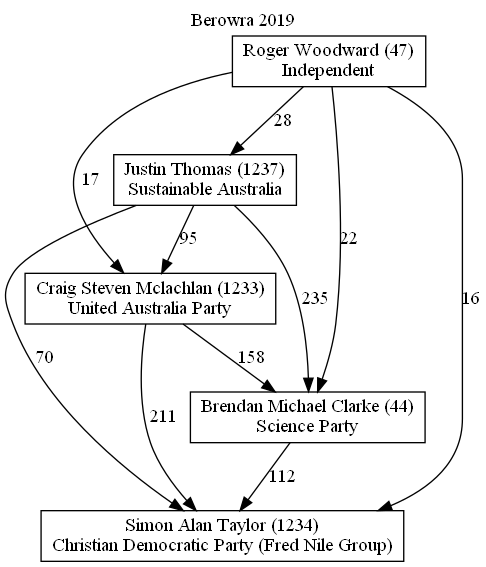 Berowra 2019
Roger Woodward (47)
Independent
28
Justin Thomas (1237)
Sustainable Australia
17
95
22
Craig Steven Mclachlan (1233)
United Australia Party
235
16
70
158
Brendan Michael Clarke (44)
Science Party
211
112
Simon Alan Taylor (1234)
Christian Democratic Party (Fred Nile Group)